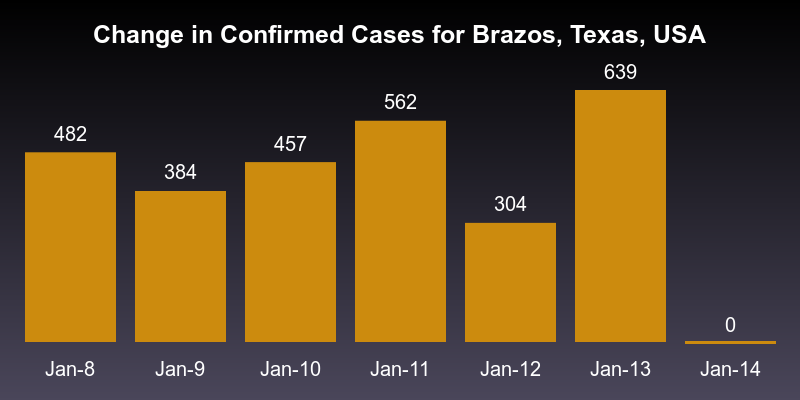 Change in Confirmed Cases for Brazos, Texas, USA
482
384
457
562
304
639
0
Jan-8
Jan-9
Jan-10
Jan-11
Jan-12
Jan-13
Jan-14